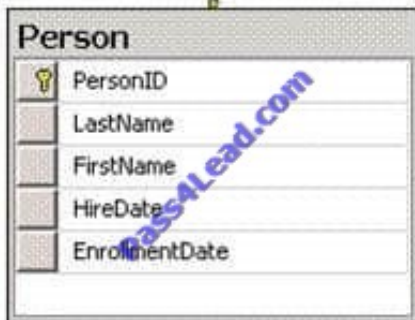 Person
PersonID
LastName
FirstName
HireDate
EnrollmentDate
Pass4Lead.com